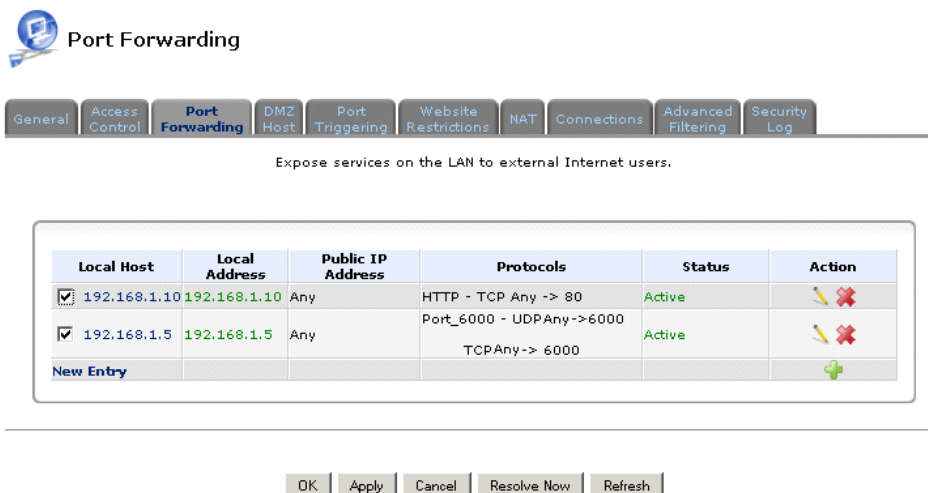 Port Forwarding
General
Access Control
Port Forwarding
DMZ Host
Port Triggering
Website Restrictions
NAT
Connections
Advanced Filtering
Security Log
Expose services on the LAN to external Internet users.
Local Host Local Address Public IP Address Protocols Status Action
192.168.1.10 192.168.1.10 Any HTTP - TCP Any -> 80 Active
192.168.1.5 192.168.1.5 Any Port_6000 - UDPAny->6000 Active
TCPAny-> 6000
New Entry
OK Apply Cancel Resolve Now Refresh